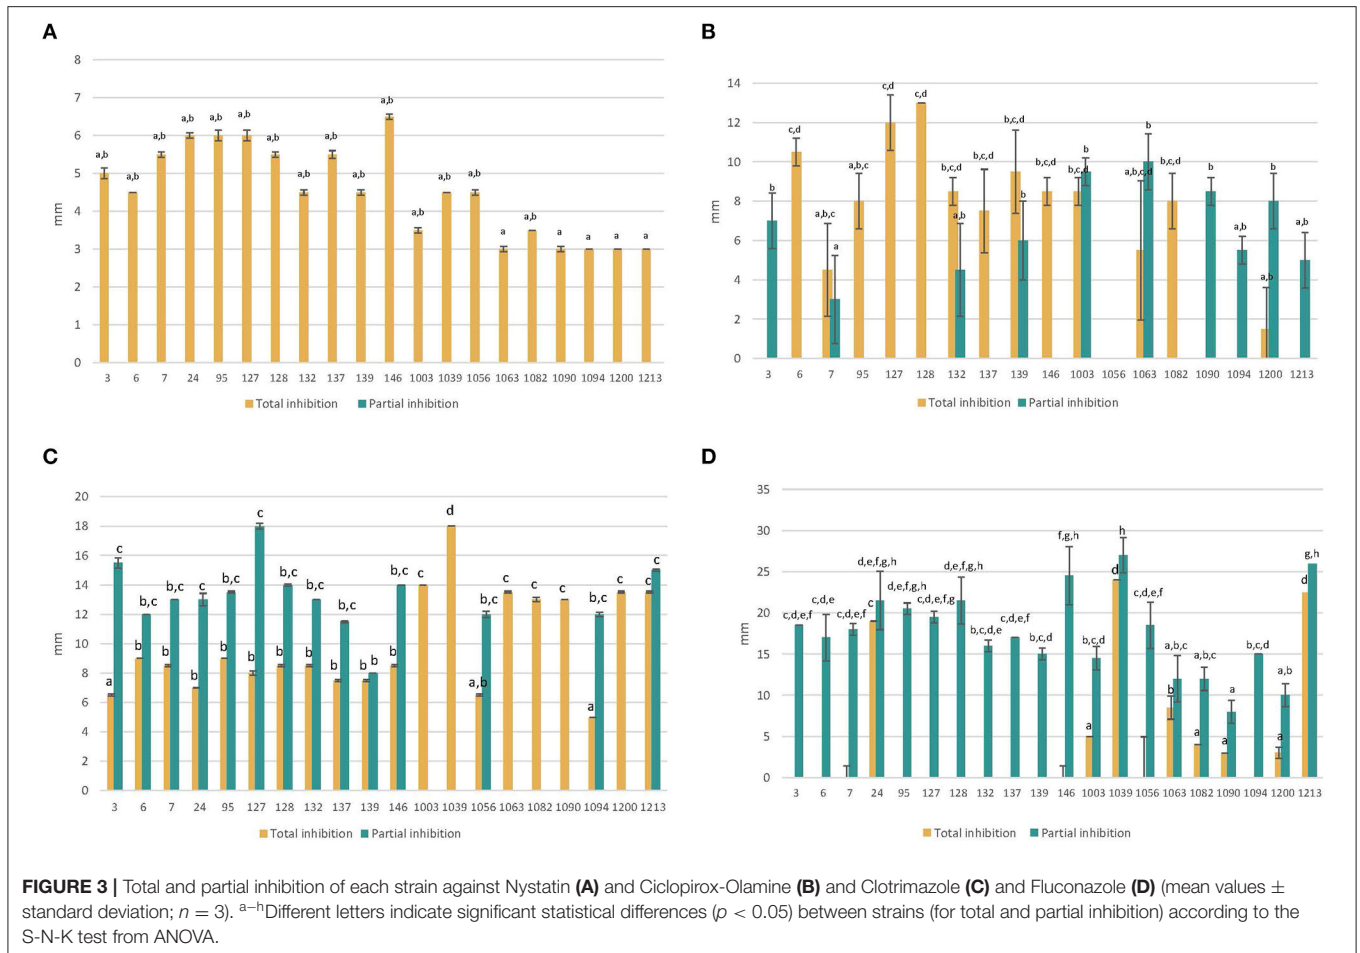 A
8
7
6
5
4
3
2
1
0
mm
a,b a,b a,b a,b a,b a,b a,b a,b a,b a,b a,b a,b a,b a,b a a,b a a a a
3 6 7 24 95 127 128 132 137 139 146 1003 1039 1056 1063 1082 1090 1094 1200 1213
Total inhibition Partial inhibition
B
14
12
10
8
6
4
2
0
mm
b c,d a,b,c a a,b,c c,d c,d b,c,d a,b b,c,d b,c,d b b,c,d b,c,d b a,b,c,d b b,c,d b a,b a,b b a,b
3 6 7 95 127 128 132 137 139 146 1003 1056 1063 1082 1090 1094 1200 1213
Total inhibition Partial inhibition
C
20
18
16
14
12
10
8
6
4
2
0
mm
a c b b,c b b,c b c b b,c b c b b,c b b,c b b,c b b b b,c c d a,b b,c c c c a b,c c c c
3 6 7 24 95 127 128 132 137 139 146 1003 1039 1056 1063 1082 1090 1094 1200 1213
Total inhibition Partial inhibition
D
35
30
25
20
15
10
5
0
mm
c,d,e,f c,d,e c,d,e,f c d,e,f,g,h d,e,f,g,h c,d,e,f,g d,e,f,g,h b,c,d,e c,d,e,f b,c,d f,g,h a b,c,d d h c,d,e,f b a,b,c a a,b,c a a b,c,d a a,b d g,h
3 6 7 24 95 127 128 132 137 139 146 1003 1039 1056 1063 1082 1090 1094 1200 1213
Total inhibition Partial inhibition
FIGURE 3 | Total and partial inhibition of each strain against Nystatin (A) and Ciclopirox-Olamine (B) and Clotrimazole (C) and Fluconazole (D) (mean values ±
standard deviation; n = 3). a–hDifferent letters indicate significant statistical differences (p < 0.05) between strains (for total and partial inhibition) according to the
S-N-K test from ANOVA.